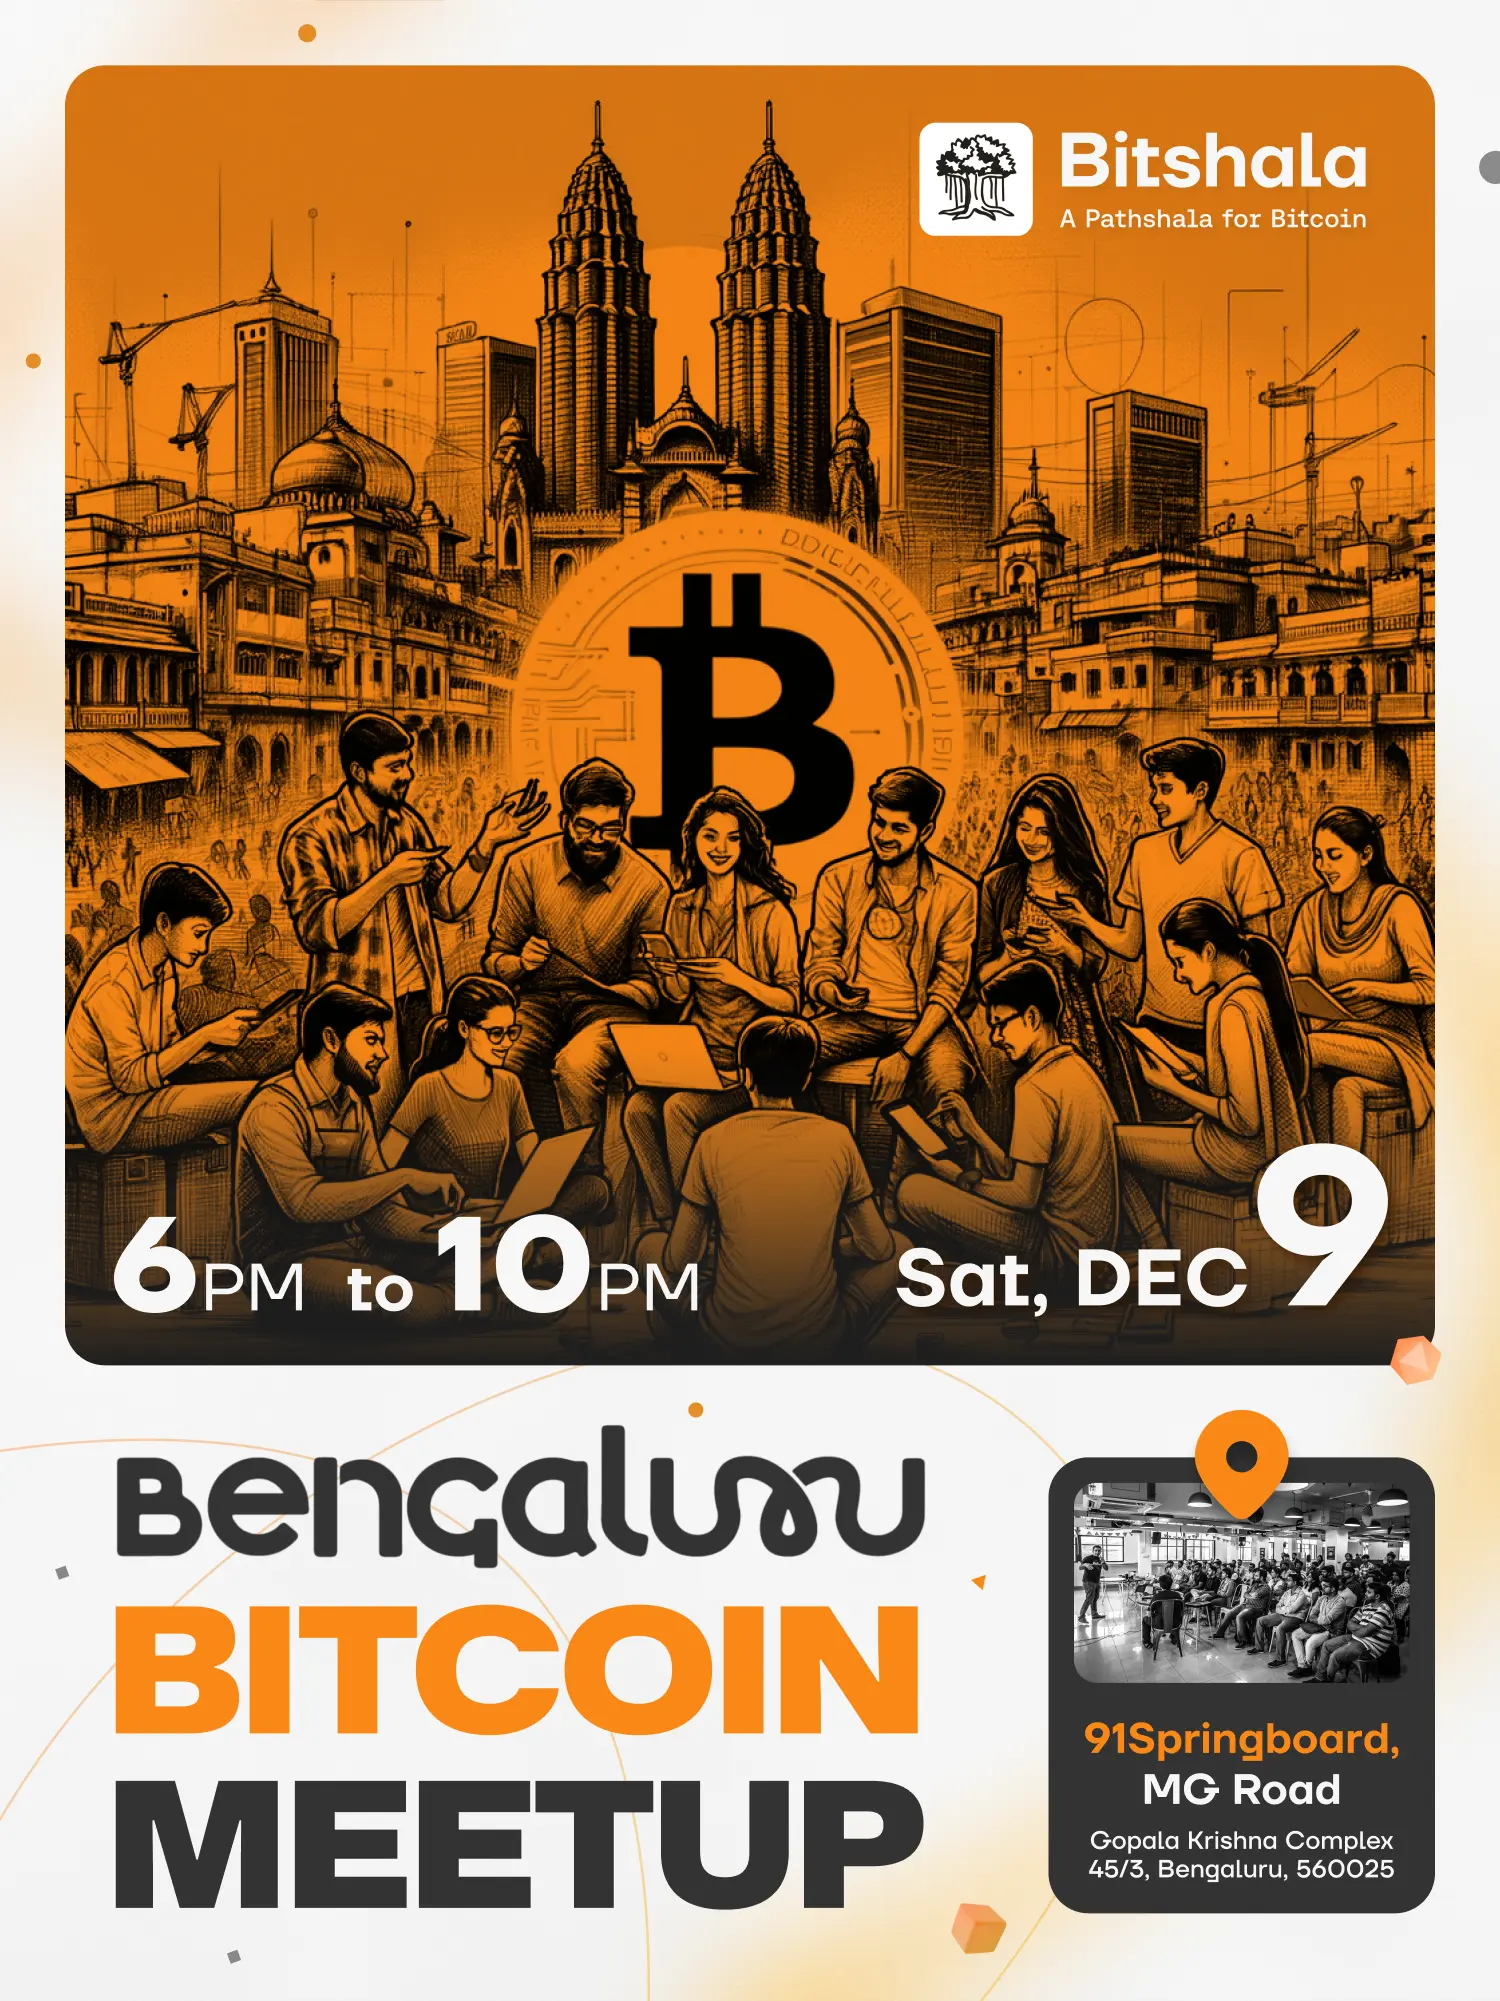 Bitshala
A Pathshala for Bitcoin
6PM to 10PM
Sat, DEC 9
Bengaluru
BITCOIN
MEETUP
91Springboard,
MG Road
Gopala Krishna Complex
45/3, Bengaluru, 560025